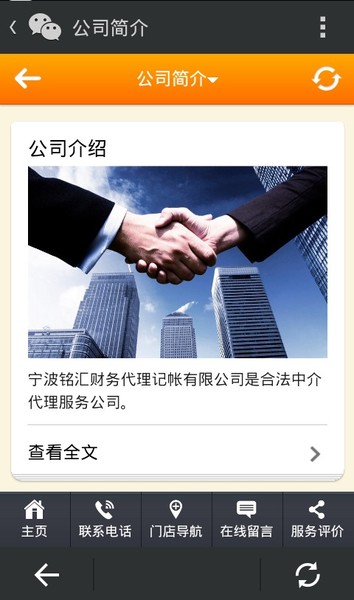 公司简介
公司简介
公司介绍
宁波铭汇财务代理记帐有限公司是合法中介
代理服务公司。
查看全文
主页
联系电话
门店导航
在线留言
服务评价